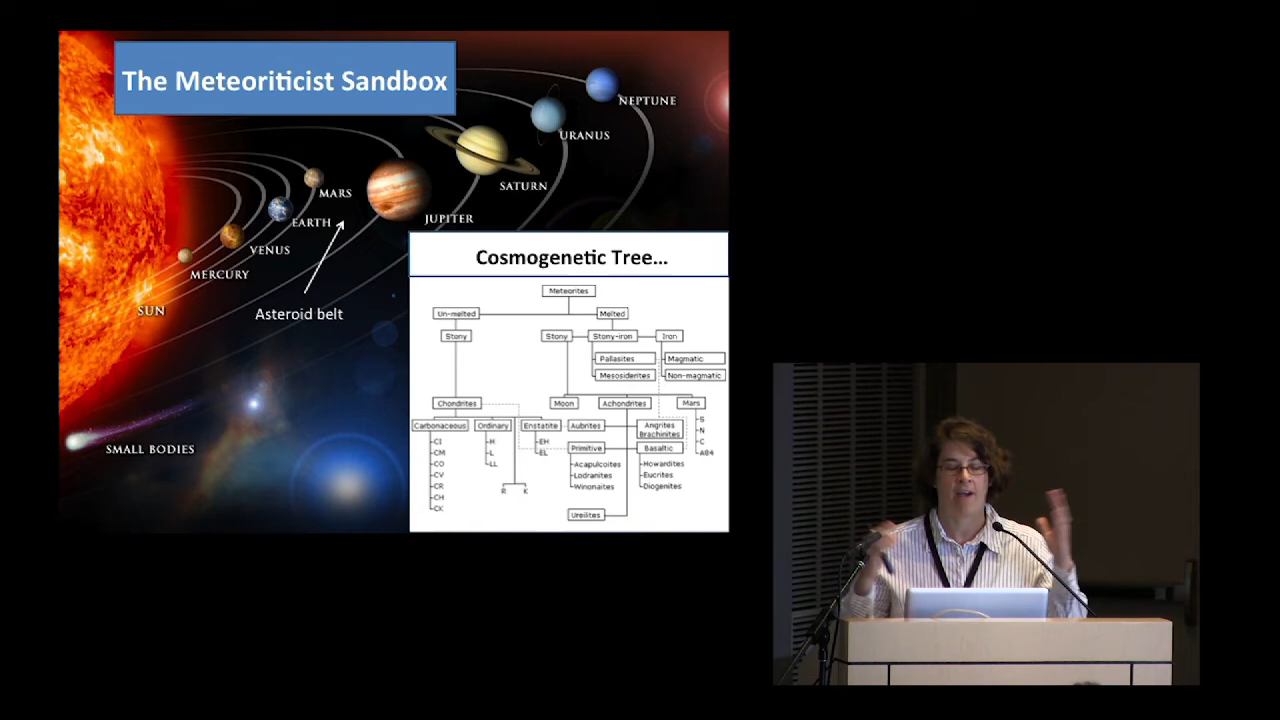 The Meteoriticist Sandbox
NEPTUNE
URANUS
SATURN
MARS
JUPITER
EARTH
VENUS
MERCURY
SUN
Asteroid belt
SMALL BODIES
Cosmogenetic Tree...
Meteorites
Un-melted
Melted
Stony
Stony
Stony-iron
Iron
Pallasites
Magmatic
Mesosiderites
Non-magmatic
Chondrites
Moon
Achondrites
Mars
Carbonaceous
Ordinary
Enstatite
Aubrites
Angrites
Brachinites
S
N
C
A84
CI
CM
CO
CV
CR
CH
CK
H
L
LL
EH
EL
R
K
Primitive
Basaltic
Acapulcoites
Lodranites
Winonaites
Howardites
Eucrites
Diogenites
Ureilites